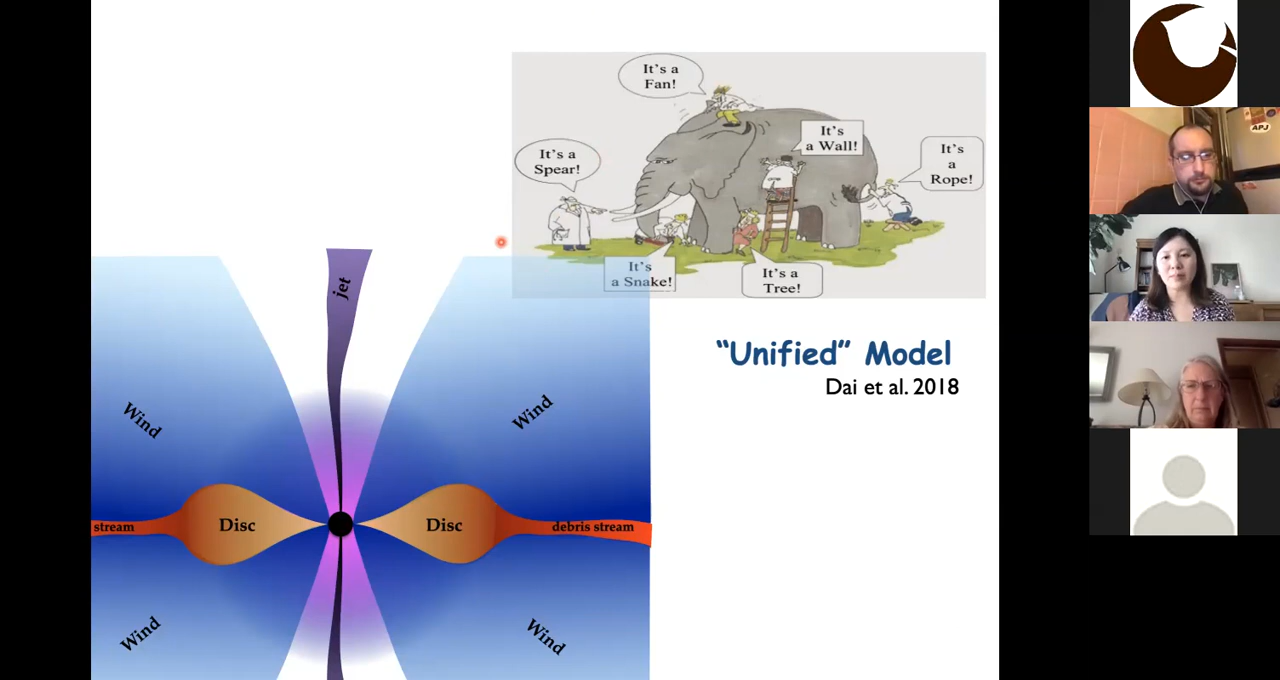 It's a
Fan!
It's a
Spear!
It's
a Wall!
It's
a
Rope!
It's
a Snake!
It's a
Tree!
"Unified" Model
Dai et al. 2018
jet
Wind
Wind
stream
Disc
Disc
debris stream
Wind
Wind
APJ